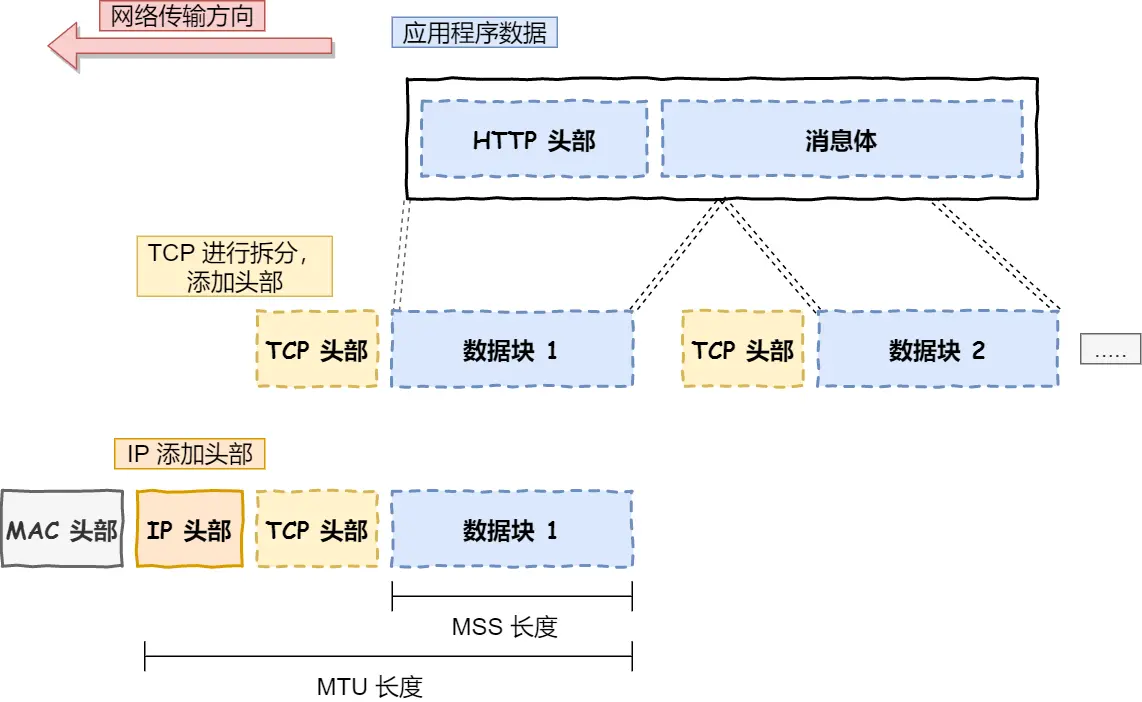 网络传输方向
应用程序数据
HTTP 头部
消息体
TCP 进行拆分，
添加头部
TCP 头部
数据块 1
TCP 头部
数据块 2
.....
IP 添加头部
MAC 头部
IP 头部
TCP 头部
数据块 1
MSS 长度
MTU 长度